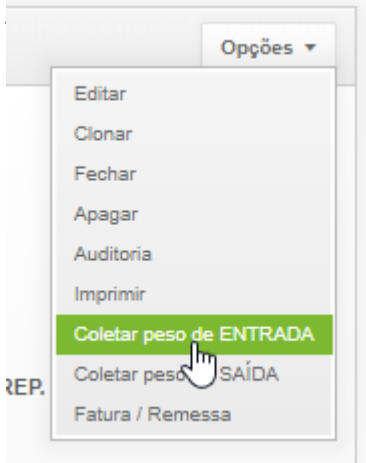 Opções
Editar
Clonar
Fechar
Apagar
Auditoria
Imprimir
Coletar peso de ENTRADA
Coletar peso SAÍDA
REP.
Fatura / Remessa